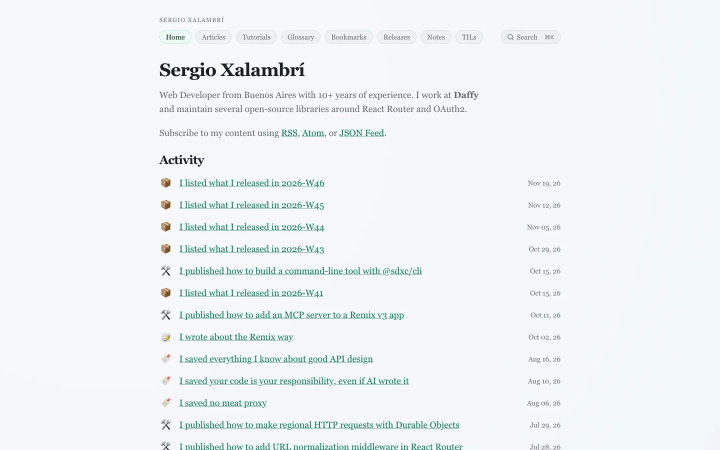 SERGIO XALAMBRÍ
Home Articles Tutorials Glossary Bookmarks Releases Notes TILs Search ⌘K
Sergio Xalambrí
Web Developer from Buenos Aires with 10+ years of experience. I work at Daffy
and maintain several open-source libraries around React Router and OAuth2.
Subscribe to my content using RSS, Atom, or JSON Feed.
Activity
I listed what I released in 2026-W46 Nov 19, 26
I listed what I released in 2026-W45 Nov 12, 26
I listed what I released in 2026-W44 Nov 05, 26
I listed what I released in 2026-W43 Oct 29, 26
I published how to build a command-line tool with @sdxc/cli Oct 15, 26
I listed what I released in 2026-W41 Oct 15, 26
I published how to add an MCP server to a Remix v3 app Oct 11, 26
I wrote about the Remix way Oct 02, 26
I saved everything I know about good API design Aug 16, 26
I saved your code is your responsibility, even if AI wrote it Aug 10, 26
I saved no meat proxy Aug 06, 26
I published how to make regional HTTP requests with Durable Objects Jul 29, 26
I published how to add URL normalization middleware in React Router Jul 28, 26